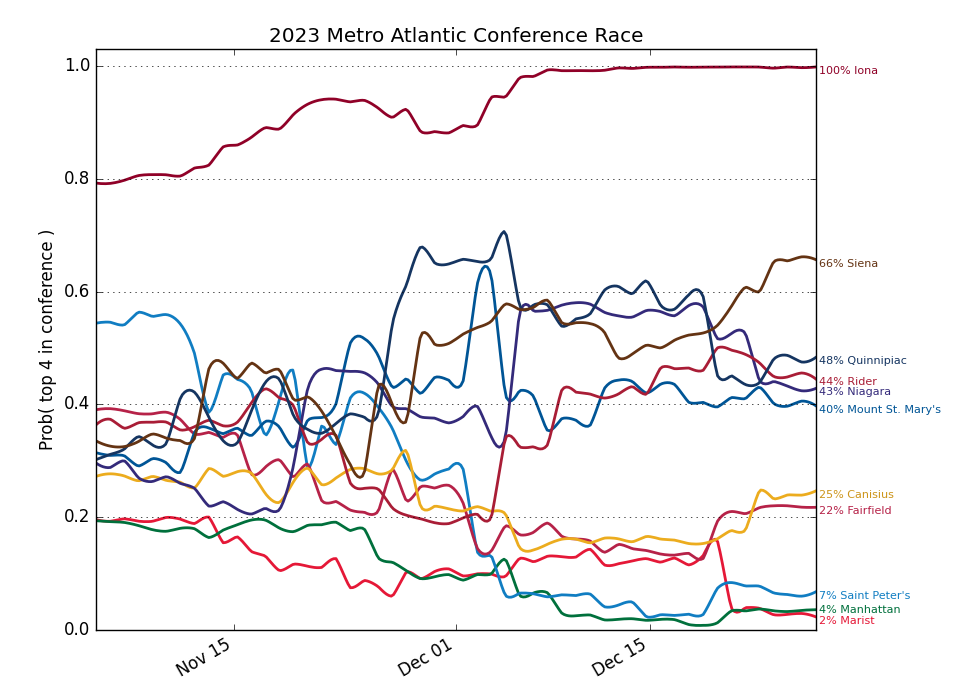 2023 Metro Atlantic Conference Race
Prob( top 4 in conference )
1.0
0.8
0.6
0.4
0.2
0.0
Nov 15
Dec 01
Dec 15
100% Iona
66% Siena
48% Quinnipiac
44% Rider
43% Niagara
40% Mount St. Mary's
25% Canisius
22% Fairfield
7% Saint Peter's
4% Manhattan
2% Marist